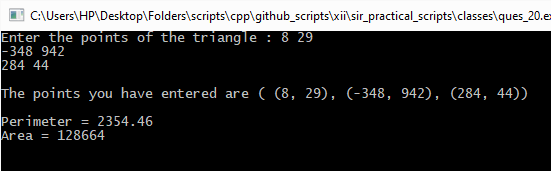 C:\Users\HP\Desktop\Folders\scripts\cpp\github_scripts\xii\sir_practical_scripts\classes\ques_20.ex
Enter the points of the triangle : 8 29
-348 942
284 44
The points you have entered are ( (8, 29), (-348, 942), (284, 44))
Perimeter = 2354.46
Area = 128664